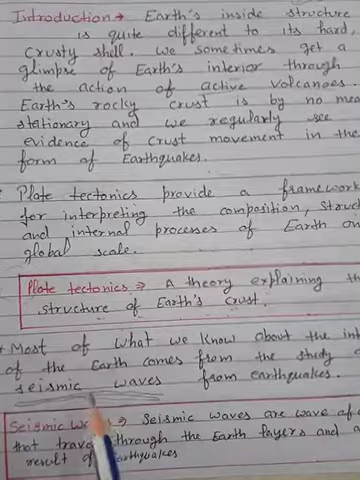 Introduction → Earth's inside structure
is quite different to its hard,
crusty shell. We sometimes get a
glimpse of Earth's interior through
the action of active volcanoes.
Earth's rocky crust is by no
stationary and we regularly see
evidence of crust movement in the
form of Earthquakes.
Plate tectonics provide a framework
for interpreting the composition,
and internal processes of Earth on
global scale.
Plate tectonics ⇒ A theory explaining
structure of Earth's crust.
Most of what we know about the
of the Earth comes from the study
seismic waves from earthquakes.
Seismic ⇒ Seismic waves are wave of
that through the Earth layers and
result of